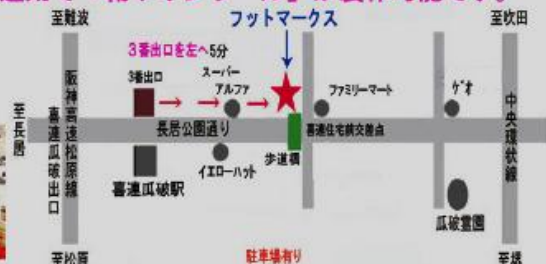 至難波
フットマークス
至吹田
3番出口を左へ5分
3番出口
スーパー
アルファ
ファミリーマート
ゲオ
阪神高速松原線
喜連瓜破出口
至長居
長居公園通り
喜連住宅前交差点
中央環状線
歩道橋
イエローハット
喜連瓜破駅
瓜破霊園
至松原
駐車場有り
至堺